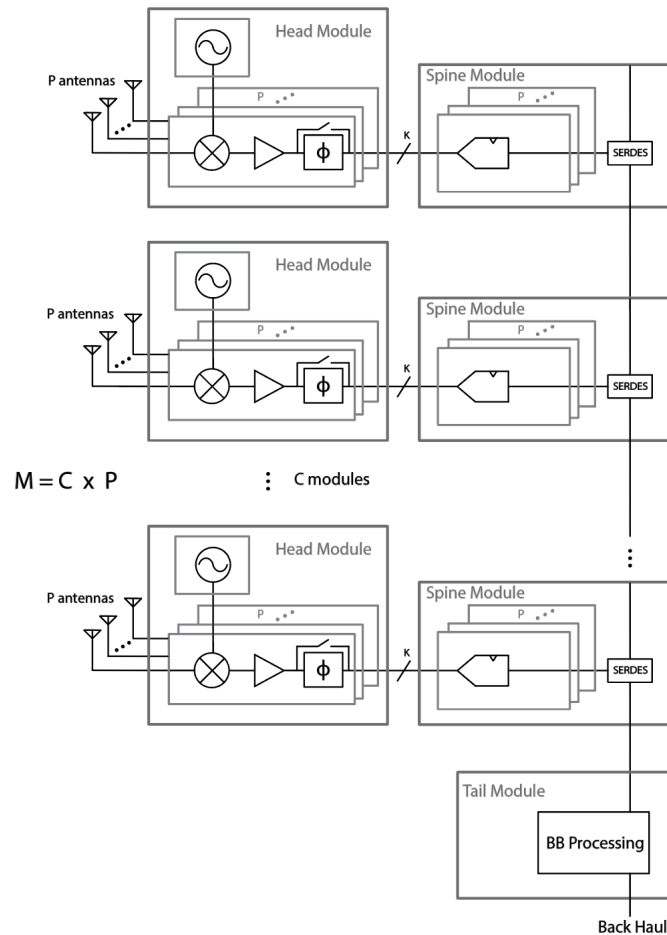 Head Module
P antennas
P
ϕ
K
Spine Module
P
SERDES
Head Module
P antennas
P
ϕ
K
Spine Module
P
SERDES
M = C x P
C modules
Head Module
P antennas
P
ϕ
K
Spine Module
P
SERDES
Tail Module
BB Processing
Back Haul